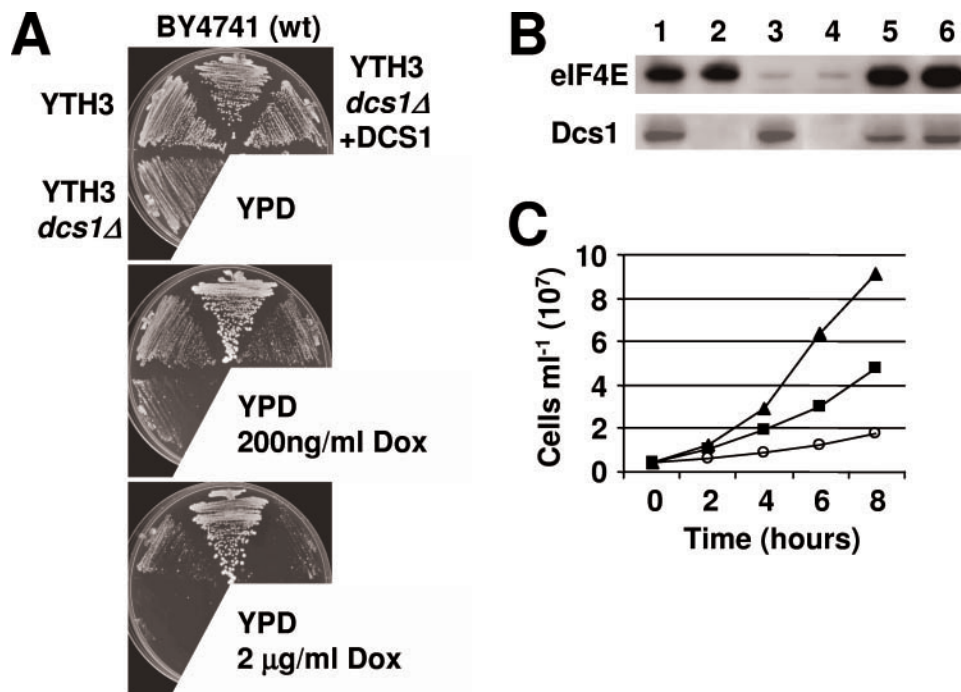 A
BY4741 (wt)
YTH3
YTH3
dcs1Δ
+DCS1
YTH3
dcs1Δ
YPD
YPD
200ng/ml Dox
YPD
2 μg/ml Dox
B
1 2 3 4 5 6
eIF4E
Dcs1
C
Cells ml⁻¹ (10⁷)
10
8
6
4
2
0
0 2 4 6 8
Time (hours)